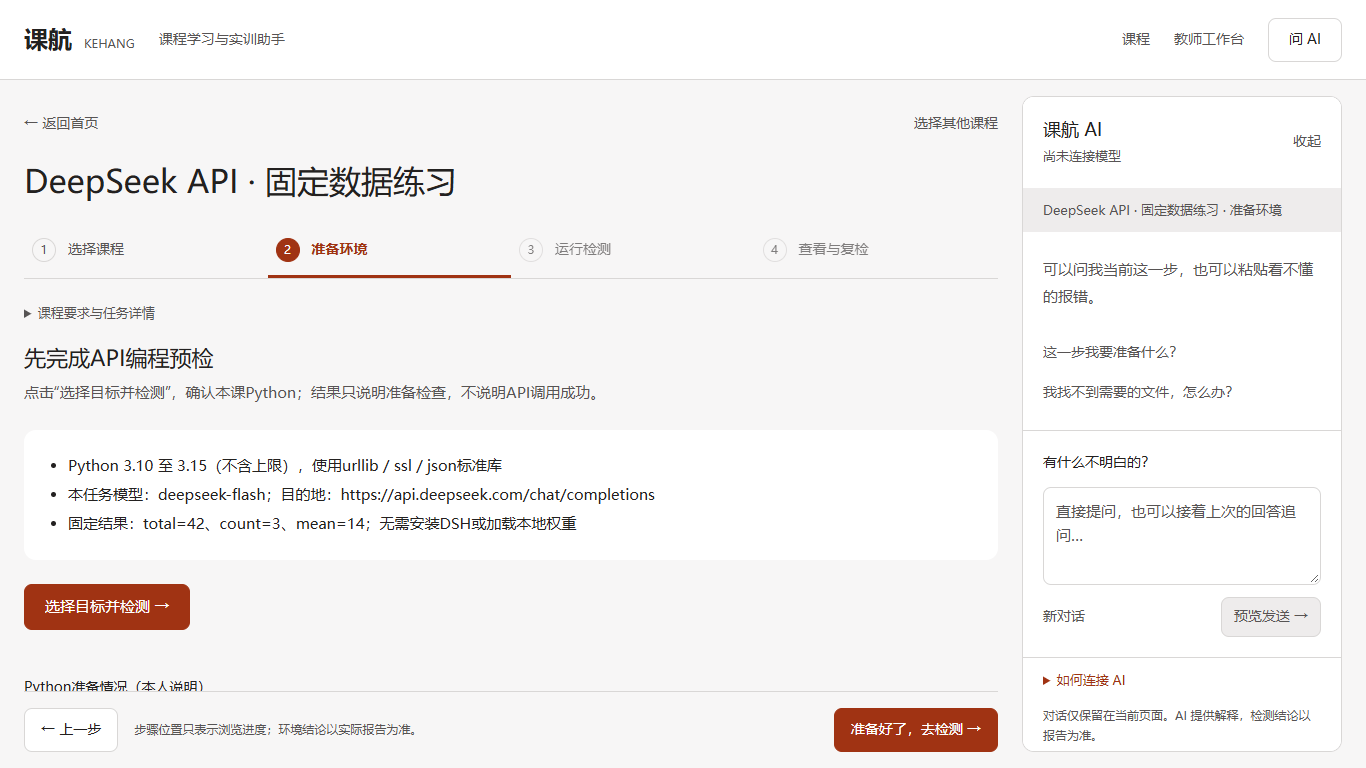 课航 KEHANG 课程学习与实训助手
课程 教师工作台 问 AI
← 返回首页
选择其他课程
DeepSeek API · 固定数据练习
1 选择课程
2 准备环境
3 运行检测
4 查看与复检
▶ 课程要求与任务详情
先完成API编程预检
点击“选择目标并检测”，确认本课Python；结果只说明准备检查，不说明API调用成功。
• Python 3.10 至 3.15（不含上限），使用urllib / ssl / json标准库
• 本任务模型：deepseek-flash；目的地：https://api.deepseek.com/chat/completions
• 固定结果：total=42、count=3、mean=14；无需安装DSH或加载本地权重
选择目标并检测 →
Python准备情况（本人说明）
← 上一步
步骤位置只表示浏览进度；环境结论以实际报告为准。
准备好了，去检测 →
课航 AI
尚未连接模型
收起
DeepSeek API · 固定数据练习 · 准备环境
可以问我当前这一步，也可以粘贴看不懂
的报错。
这一步我要准备什么？
我找不到需要的文件，怎么办？
有什么不明白的？
直接提问，也可以接着上次的回答追
问...
新对话
预览发送 →
▶ 如何连接 AI
对话仅保留在当前页面。AI 提供解释，检测结论以
报告为准。